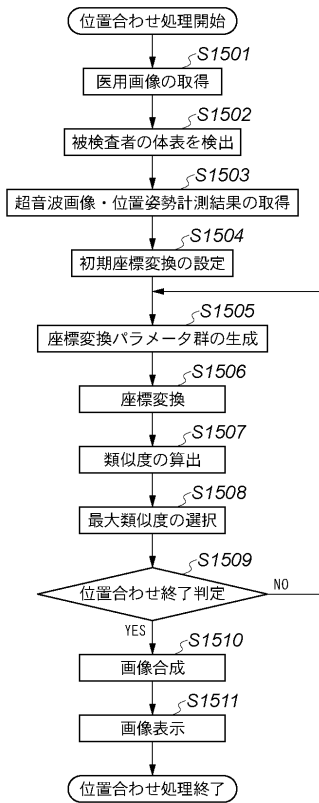 位置合わせ処理開始
S1501
医用画像の取得
S1502
被検査者の体表を検出
S1503
超音波画像・位置姿勢計測結果の取得
S1504
初期座標変換の設定
S1505
座標変換パラメータ群の生成
S1506
座標変換
S1507
類似度の算出
S1508
最大類似度の選択
S1509
位置合わせ終了判定
NO
YES
S1510
画像合成
S1511
画像表示
位置合わせ処理終了